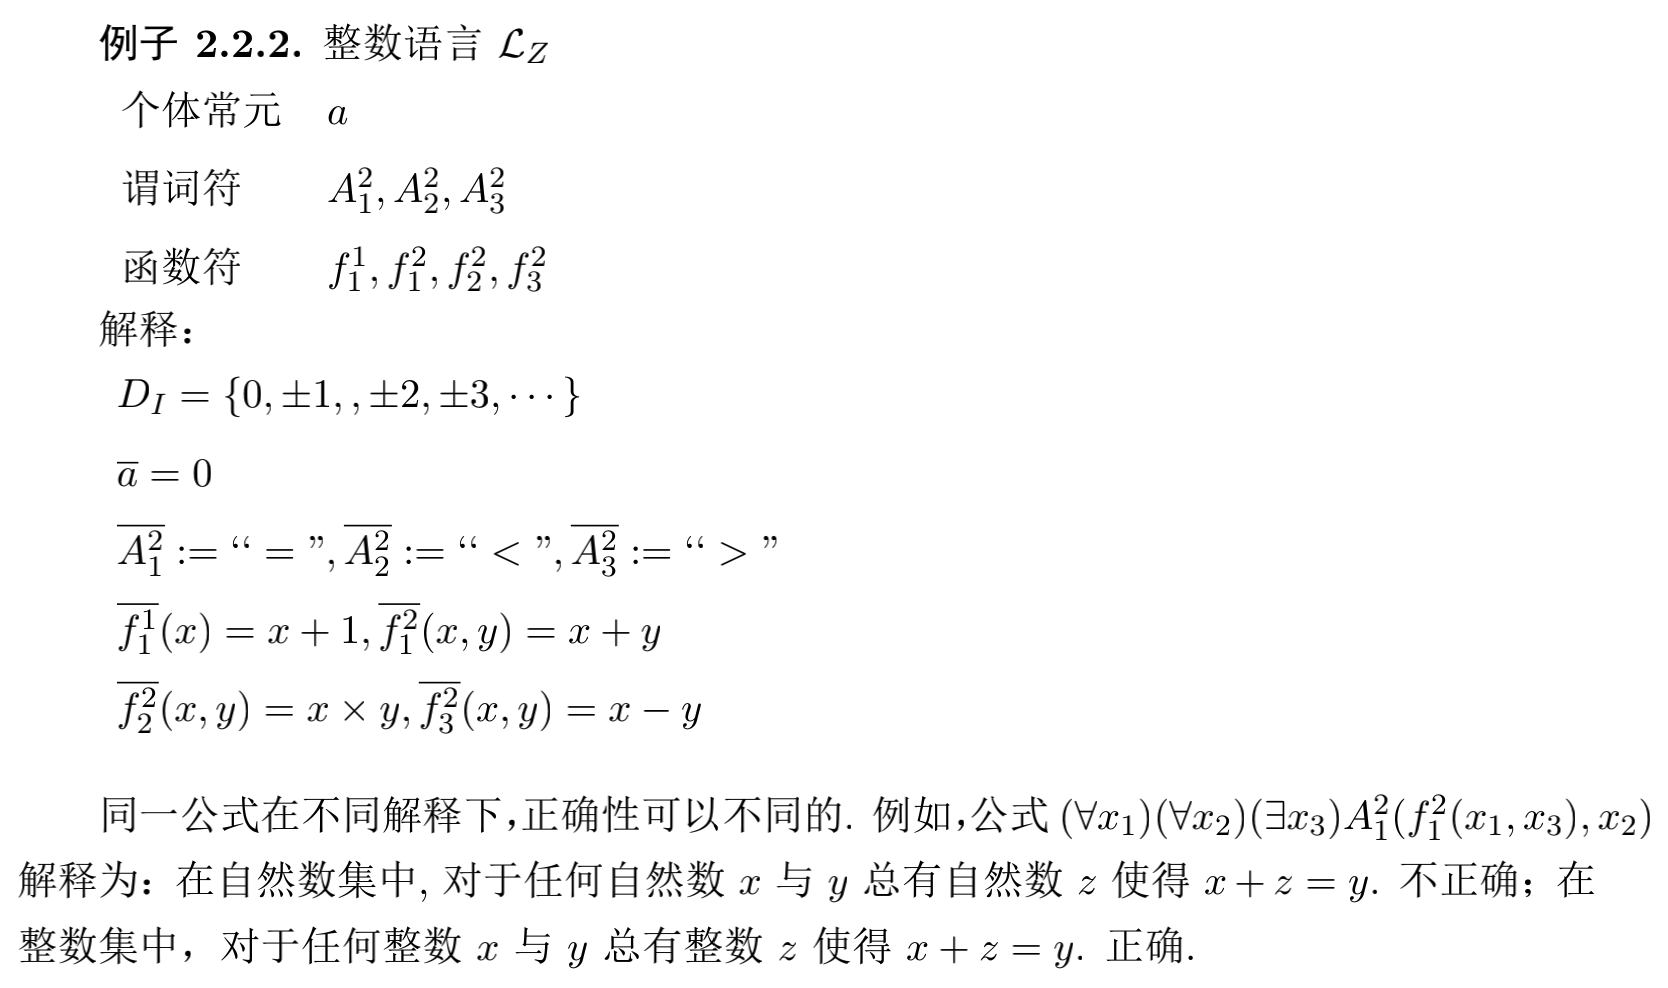 例子 2.2.2. 整数语言 $\mathcal{L}_Z$
个体常元 $a$
谓词符 $A_1^2, A_2^2, A_3^2$
函数符 $f_1^1, f_1^2, f_2^2, f_3^2$
解释：
$D_I = \{0, \pm 1, , \pm 2, \pm 3, \cdots\}$
$\overline{a} = 0$
$\overline{A_1^2} := “ = ”, \overline{A_2^2} := “ < ”, \overline{A_3^2} := “ > ”$
$\overline{f_1^1}(x) = x + 1, \overline{f_1^2}(x, y) = x + y$
$\overline{f_2^2}(x, y) = x \times y, \overline{f_3^2}(x, y) = x - y$
同一公式在不同解释下，正确性可以不同的. 例如，公式 $(\forall x_1)(\forall x_2)(\exists x_3)A_1^2(f_1^2(x_1, x_3), x_2)$
解释为：在自然数集中, 对于任何自然数 $x$ 与 $y$ 总有自然数 $z$ 使得 $x + z = y$. 不正确；在
整数集中，对于任何整数 $x$ 与 $y$ 总有整数 $z$ 使得 $x + z = y$. 正确.